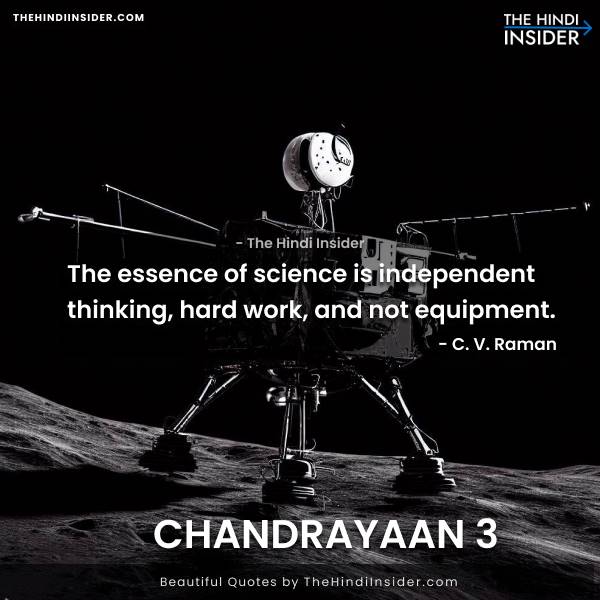 THEHINDIINSIDER.COM
THE HINDI
INSIDER
- The Hindi Insider
The essence of science is independent
thinking, hard work, and not equipment.
- C. V. Raman
CHANDRAYAAN 3
Beautiful Quotes by TheHindiInsider.com